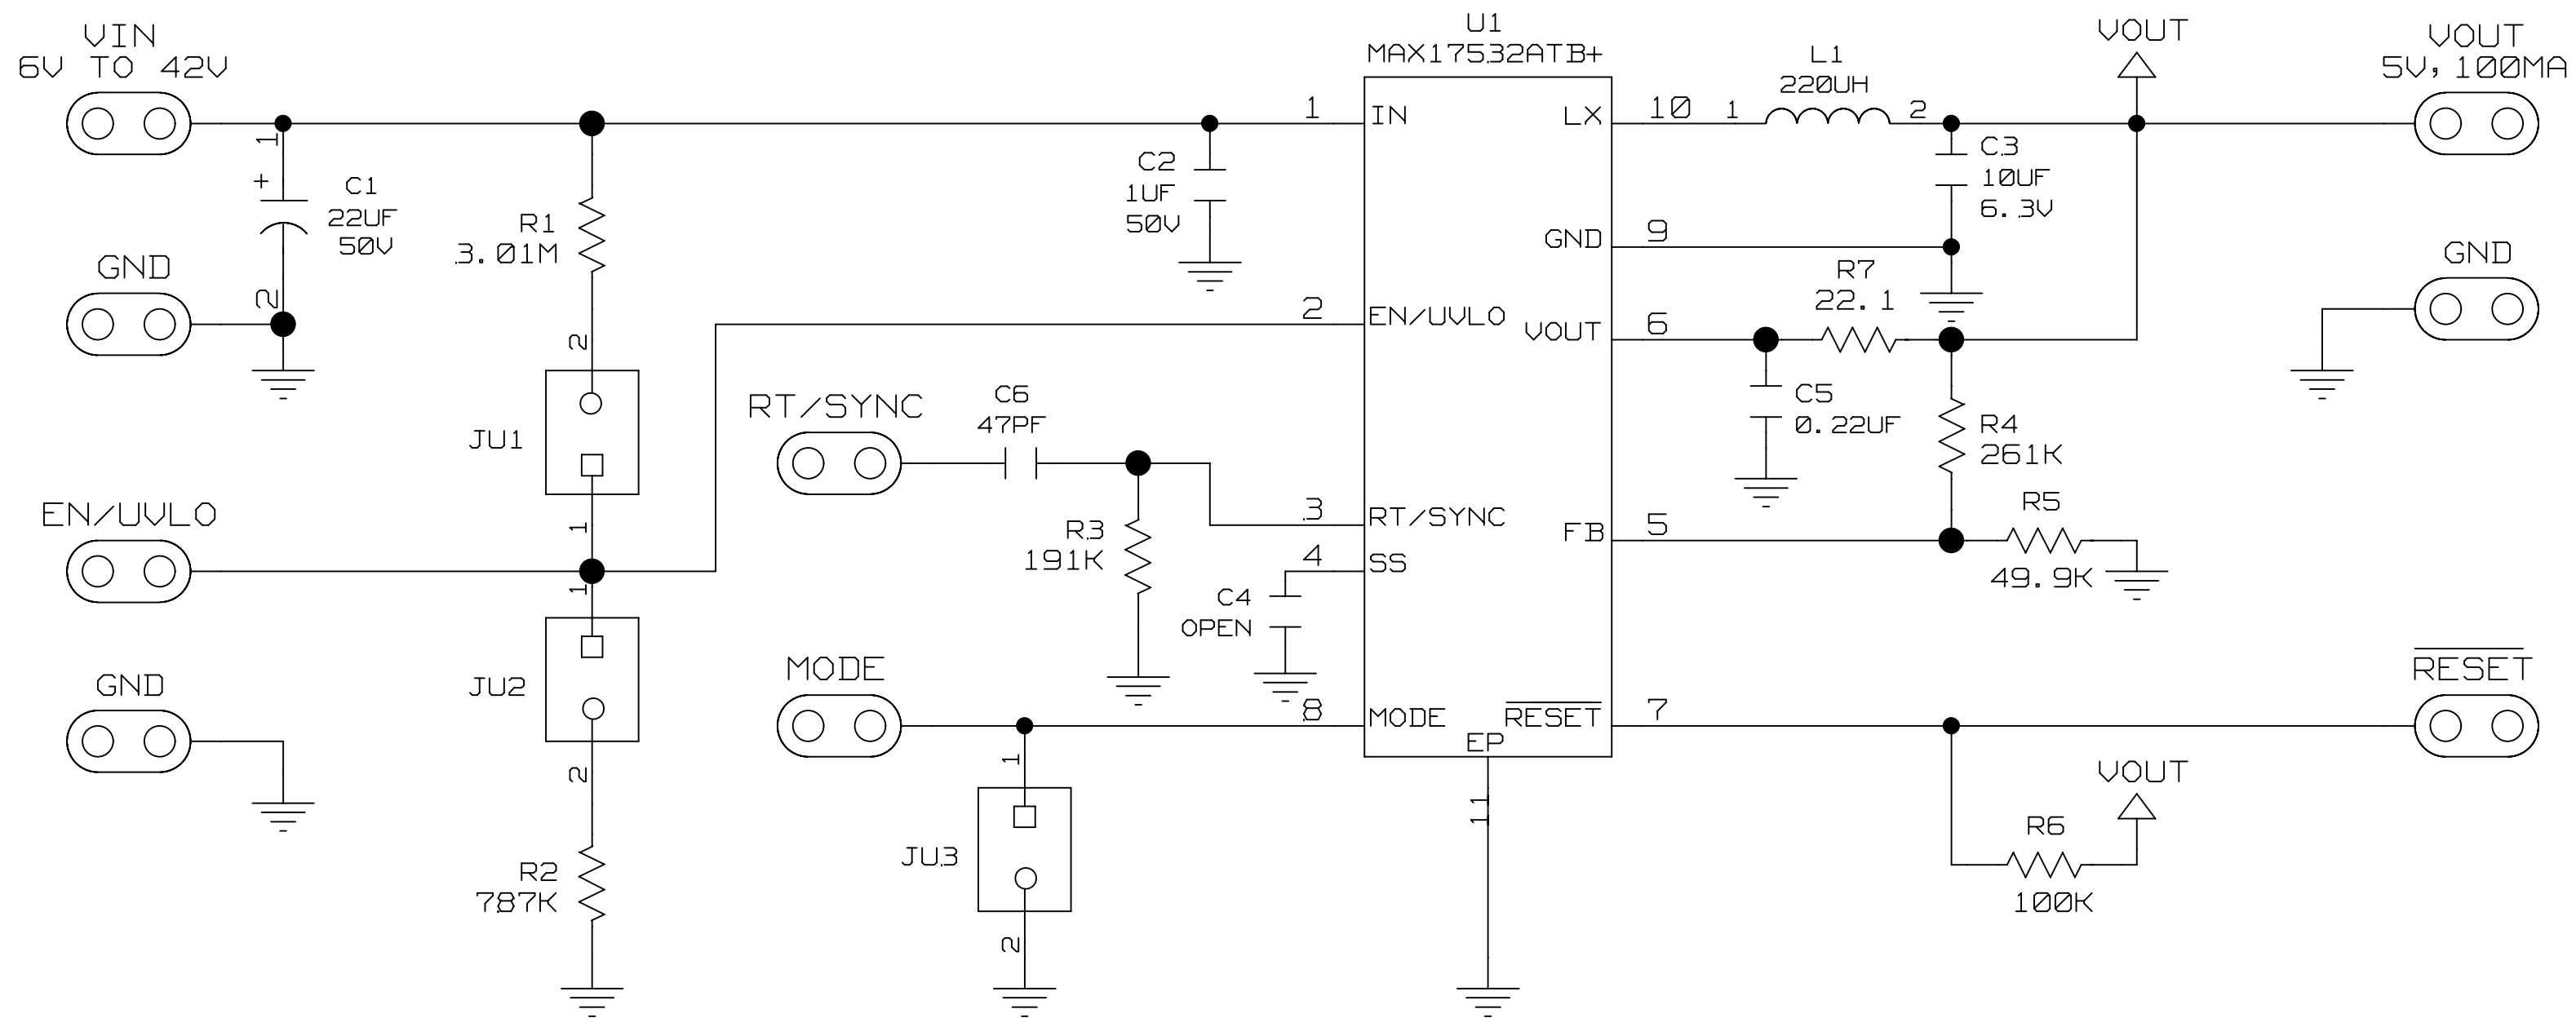 VIN
6V TO 42V
1
+
C1
22UF
50V
GND
2
R1
3.01M
2
JU1
1
EN/UVLO
1
JU2
2
GND
R2
787K
C2
1UF
50V
RT/SYNC
C6
47PF
R3
191K
C4
OPEN
MODE
1
JU3
2
U1
MAX17532ATB+
1
IN
2
EN/UVLO
3
RT/SYNC
4
SS
8
MODE
EP
11
LX
10
GND
9
VOUT
6
FB
5
RESET
7
L1
220UH
1
2
C3
10UF
6.3V
R7
22.1
C5
0.22UF
R4
261K
R5
49.9K
VOUT
VOUT
5V, 100MA
GND
RESET
VOUT
R6
100K